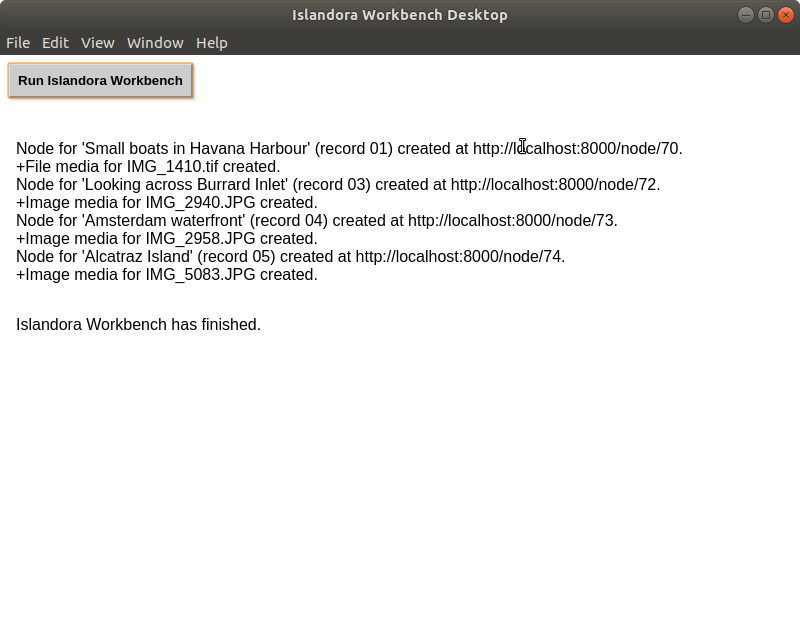 Islandora Workbench Desktop
File Edit View Window Help
Run Islandora Workbench
Node for 'Small boats in Havana Harbour' (record 01) created at http://localhost:8000/node/70.
+File media for IMG_1410.tif created.
Node for 'Looking across Burrard Inlet' (record 03) created at http://localhost:8000/node/72.
+Image media for IMG_2940.JPG created.
Node for 'Amsterdam waterfront' (record 04) created at http://localhost:8000/node/73.
+Image media for IMG_2958.JPG created.
Node for 'Alcatraz Island' (record 05) created at http://localhost:8000/node/74.
+Image media for IMG_5083.JPG created.
Islandora Workbench has finished.